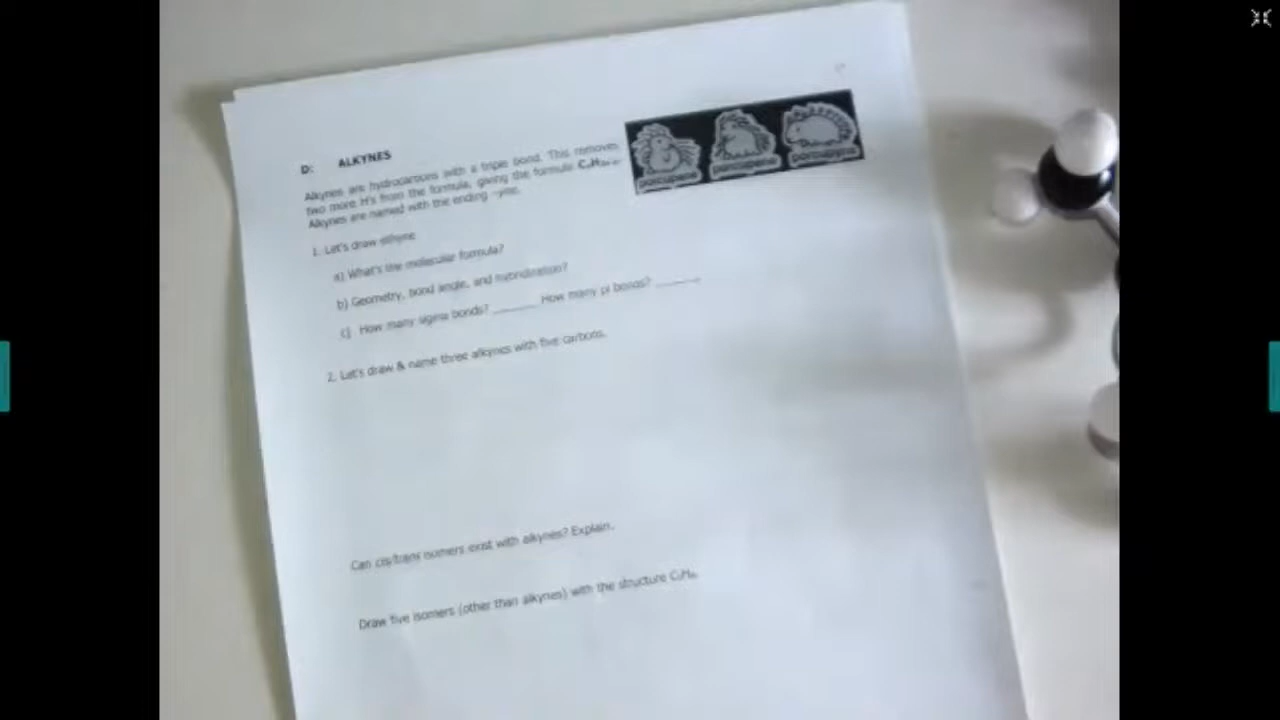 D: ALKYNES
Alkynes are hydrocarbons with a triple bond. This removes
two more H's from the formula, giving the formula
Alkynes are named with the ending -yne.
1. Let's draw ethyne
a) What's the molecular formula?
b) Geometry, bond angle, and hybridization?
c) How many sigma bonds? ______ How many pi bonds? ______
2. Let's draw & name three alkynes with five carbons.
Can cis/trans isomers exist with alkynes? Explain.
Draw five isomers (other than alkynes) with the structure